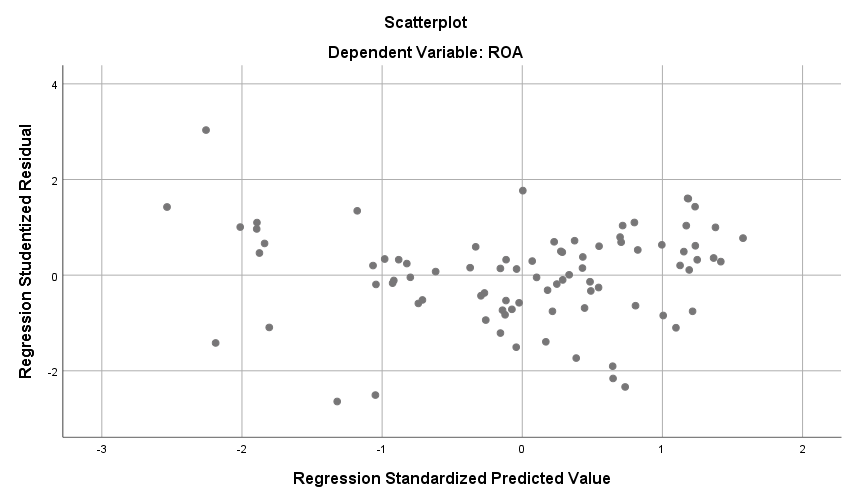 Scatterplot
Dependent Variable: ROA
Regression Studentized Residual
4
2
0
-2
-3
-2
-1
0
1
2
Regression Standardized Predicted Value